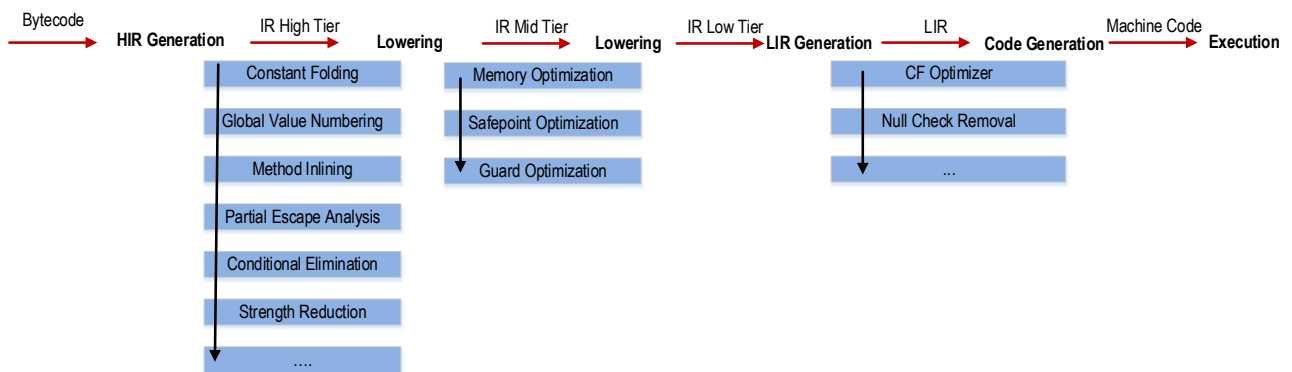 Bytecode
HIR Generation
IR High Tier
Lowering
IR Mid Tier
Lowering
IR Low Tier
LIR Generation
LIR
Code Generation
Machine Code
Execution
Constant Folding
Global Value Numbering
Method Inlining
Partial Escape Analysis
Conditional Elimination
Strength Reduction
....
Memory Optimization
Safepoint Optimization
Guard Optimization
CF Optimizer
Null Check Removal
...